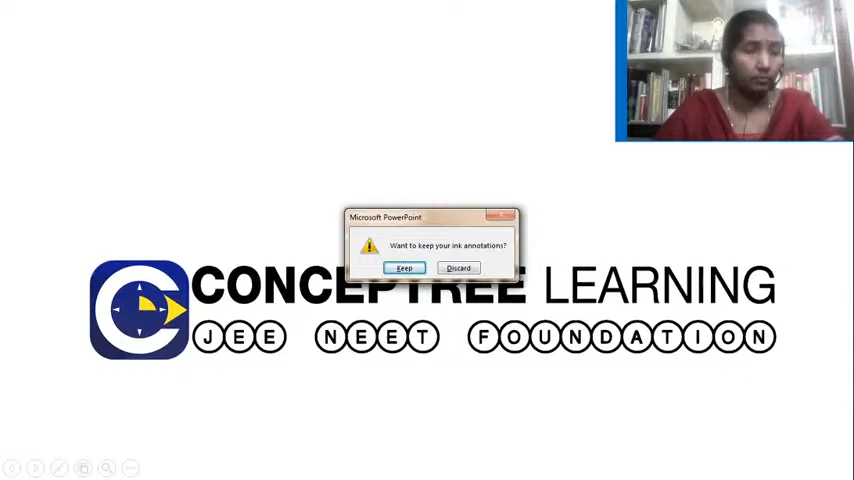 Microsoft PowerPoint
Want to keep your ink annotations?
Keep
Discard
CONCEPTREE LEARNING
JEE NEET FOUNDATION